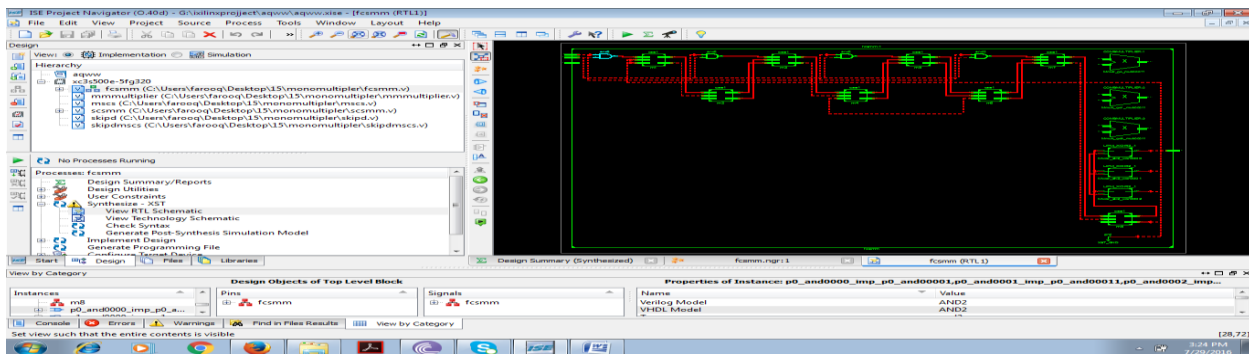 ISE Project Navigator (O.40d) - G:\xilinxprojject\aqww\aqww.xise - [fcsmm (RTL1)]
File Edit View Project Source Process Tools Window Layout Help
Design
View: Implementation Simulation
Hierarchy
aqww
xc3s500e-5fg320
fcsmm (C:\Users\farooq\Desktop\15\monomultipler\fcsmm.v)
mmmultiplier (C:\Users\farooq\Desktop\15\monomultipler\mmmultiplier.v)
mscs (C:\Users\farooq\Desktop\15\monomultipler\mscs.v)
scsmm (C:\Users\farooq\Desktop\15\monomultipler\scsmm.v)
skipd (C:\Users\farooq\Desktop\15\monomultipler\skipd.v)
skipdmscs (C:\Users\farooq\Desktop\15\monomultipler\skipdmscs.v)
No Processes Running
Processes: fcsmm
Design Summary/Reports
Design Utilities
User Constraints
Synthesize - XST
View RTL Schematic
View Technology Schematic
Check Syntax
Generate Post-Synthesis Simulation Model
Implement Design
Generate Programming File
Configure Target Device
Start Design Files Libraries
Design Summary (Synthesized) fcsmm.ngr:1 fcsmm (RTL1)
View by Category
Design Objects of Top Level Block
Properties of Instance: p0_and0000_imp_p0_and00001,p0_and0001_imp_p0_and00011,p0_and0002_imp...
Instances Pins Signals Name Value
m8 fcsmm fcsmm Verilog Model AND2
p0_and0000_imp_p0_a... VHDL Model AND2
Console Errors Warnings Find in Files Results View by Category
Set view such that the entire contents is visible [28,72]
3:24 PM
7/29/2016